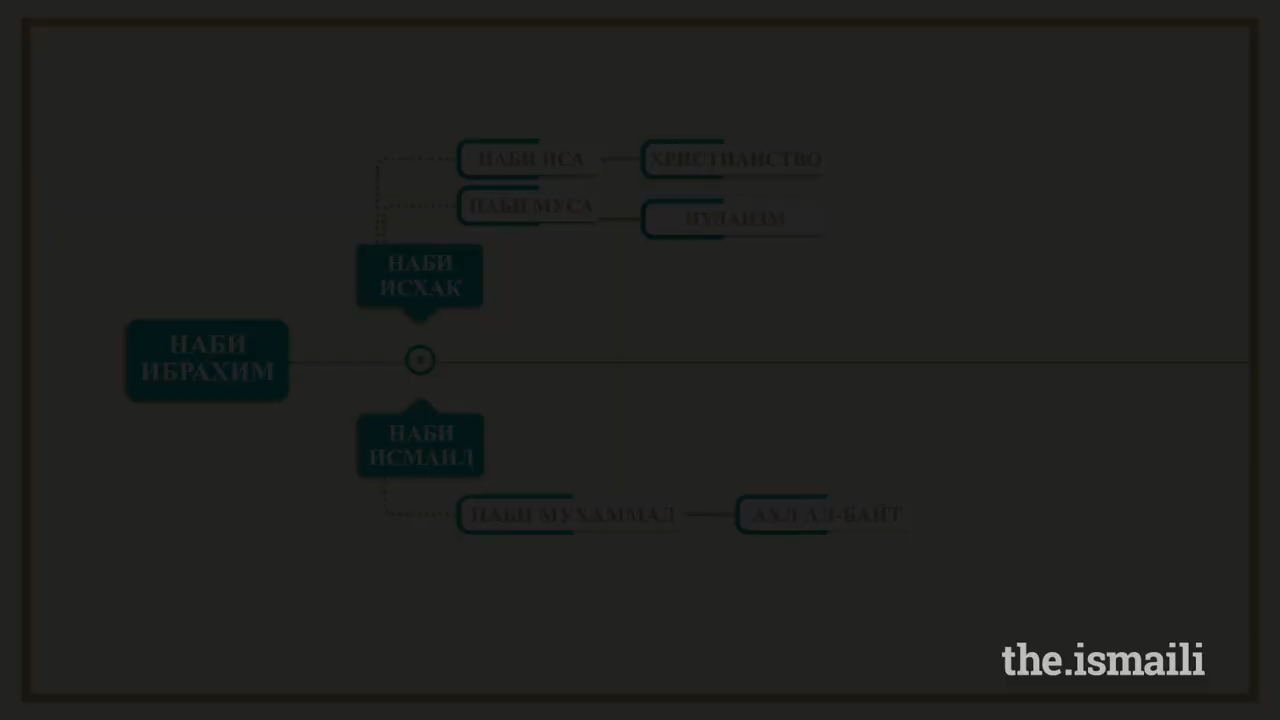 НАБИ ИСА
ХРИСТИАНСТВО
НАБИ МУСА
ИУДАИЗМ
НАБИ
ИСХАК
НАБИ
ИБРАХИМ
НАБИ
ИСМАИЛ
НАБИ МУХАММАД
АХЛ АЛ-БАЙТ
the.ismaili